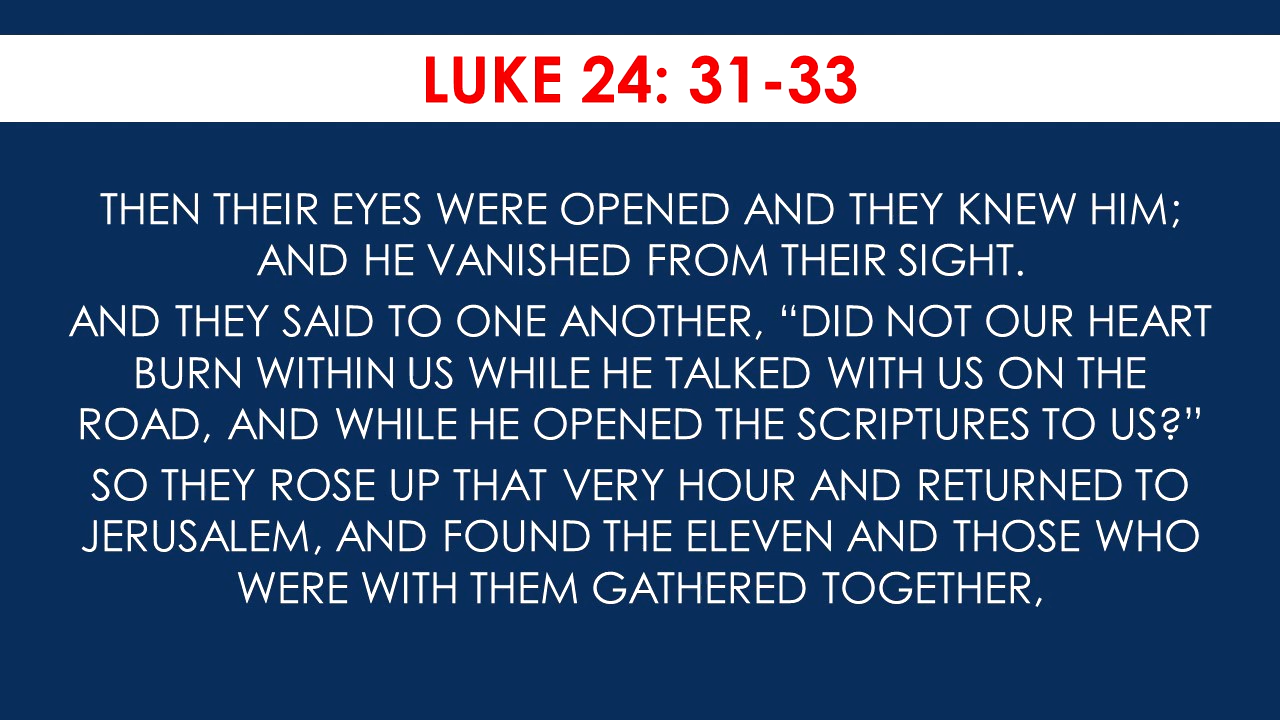 LUKE 24: 31-33
THEN THEIR EYES WERE OPENED AND THEY KNEW HIM;
AND HE VANISHED FROM THEIR SIGHT.
AND THEY SAID TO ONE ANOTHER, “DID NOT OUR HEART
BURN WITHIN US WHILE HE TALKED WITH US ON THE
ROAD, AND WHILE HE OPENED THE SCRIPTURES TO US?”
SO THEY ROSE UP THAT VERY HOUR AND RETURNED TO
JERUSALEM, AND FOUND THE ELEVEN AND THOSE WHO
WERE WITH THEM GATHERED TOGETHER,